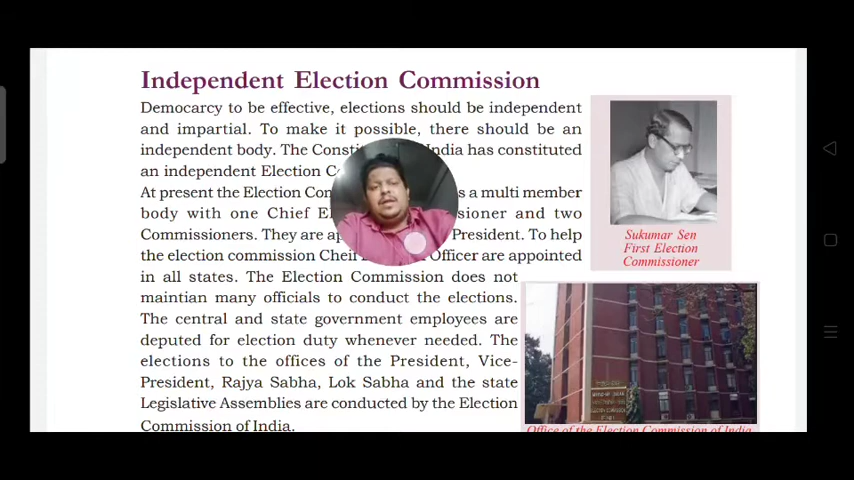 Independent Election Commission
Democarcy to be effective, elections should be independent
and impartial. To make it possible, there should be an
independent body. The India has constituted
an independent Election
At present the Election s a multi member
body with one Chief and two
Commissioners. They are President. To help
the election commission Cheif Officer are appointed
in all states. The Election Commission does not
maintian many officials to conduct the elections.
The central and state government employees are
deputed for election duty whenever needed. The
elections to the offices of the President, Vice-
President, Rajya Sabha, Lok Sabha and the state
Legislative Assemblies are conducted by the Election
Commission of India.
Sukumar Sen
First Election
Commissioner
Office of the Election Commission of India